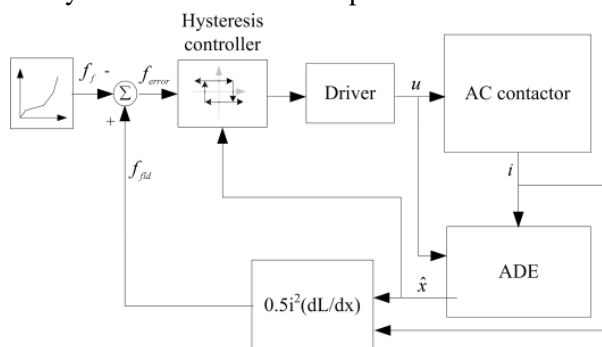 Hysteresis
controller
f_f - f_error
Σ
+
Driver
u
AC contactor
i
f_fld
ADE
x̂
0.5i²(dL/dx)